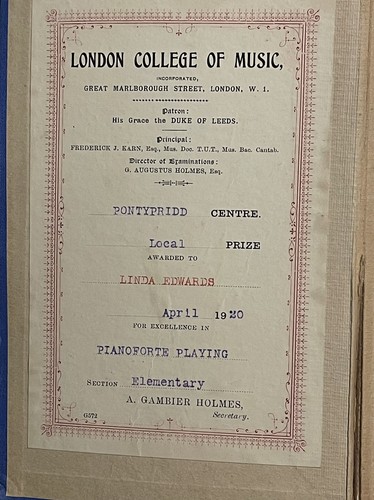 LONDON COLLEGE OF MUSIC,
INCORPORATED,
GREAT MARLBOROUGH STREET, LONDON, W. 1.
Patron:
His Grace the DUKE OF LEEDS.
Principal:
FREDERICK J. KARN, Esq., Mus. Doc. T.U.T., Mus. Bac. Cantab.
Director of Examinations:
G. AUGUSTUS HOLMES, Esq.
PONTYPRIDD CENTRE.
Local PRIZE
AWARDED TO
LINDA EDWARDS
April 1920
FOR EXCELLENCE IN
PIANOFORTE PLAYING
SECTION Elementary
A. GAMBIER HOLMES,
G572 Secretary.